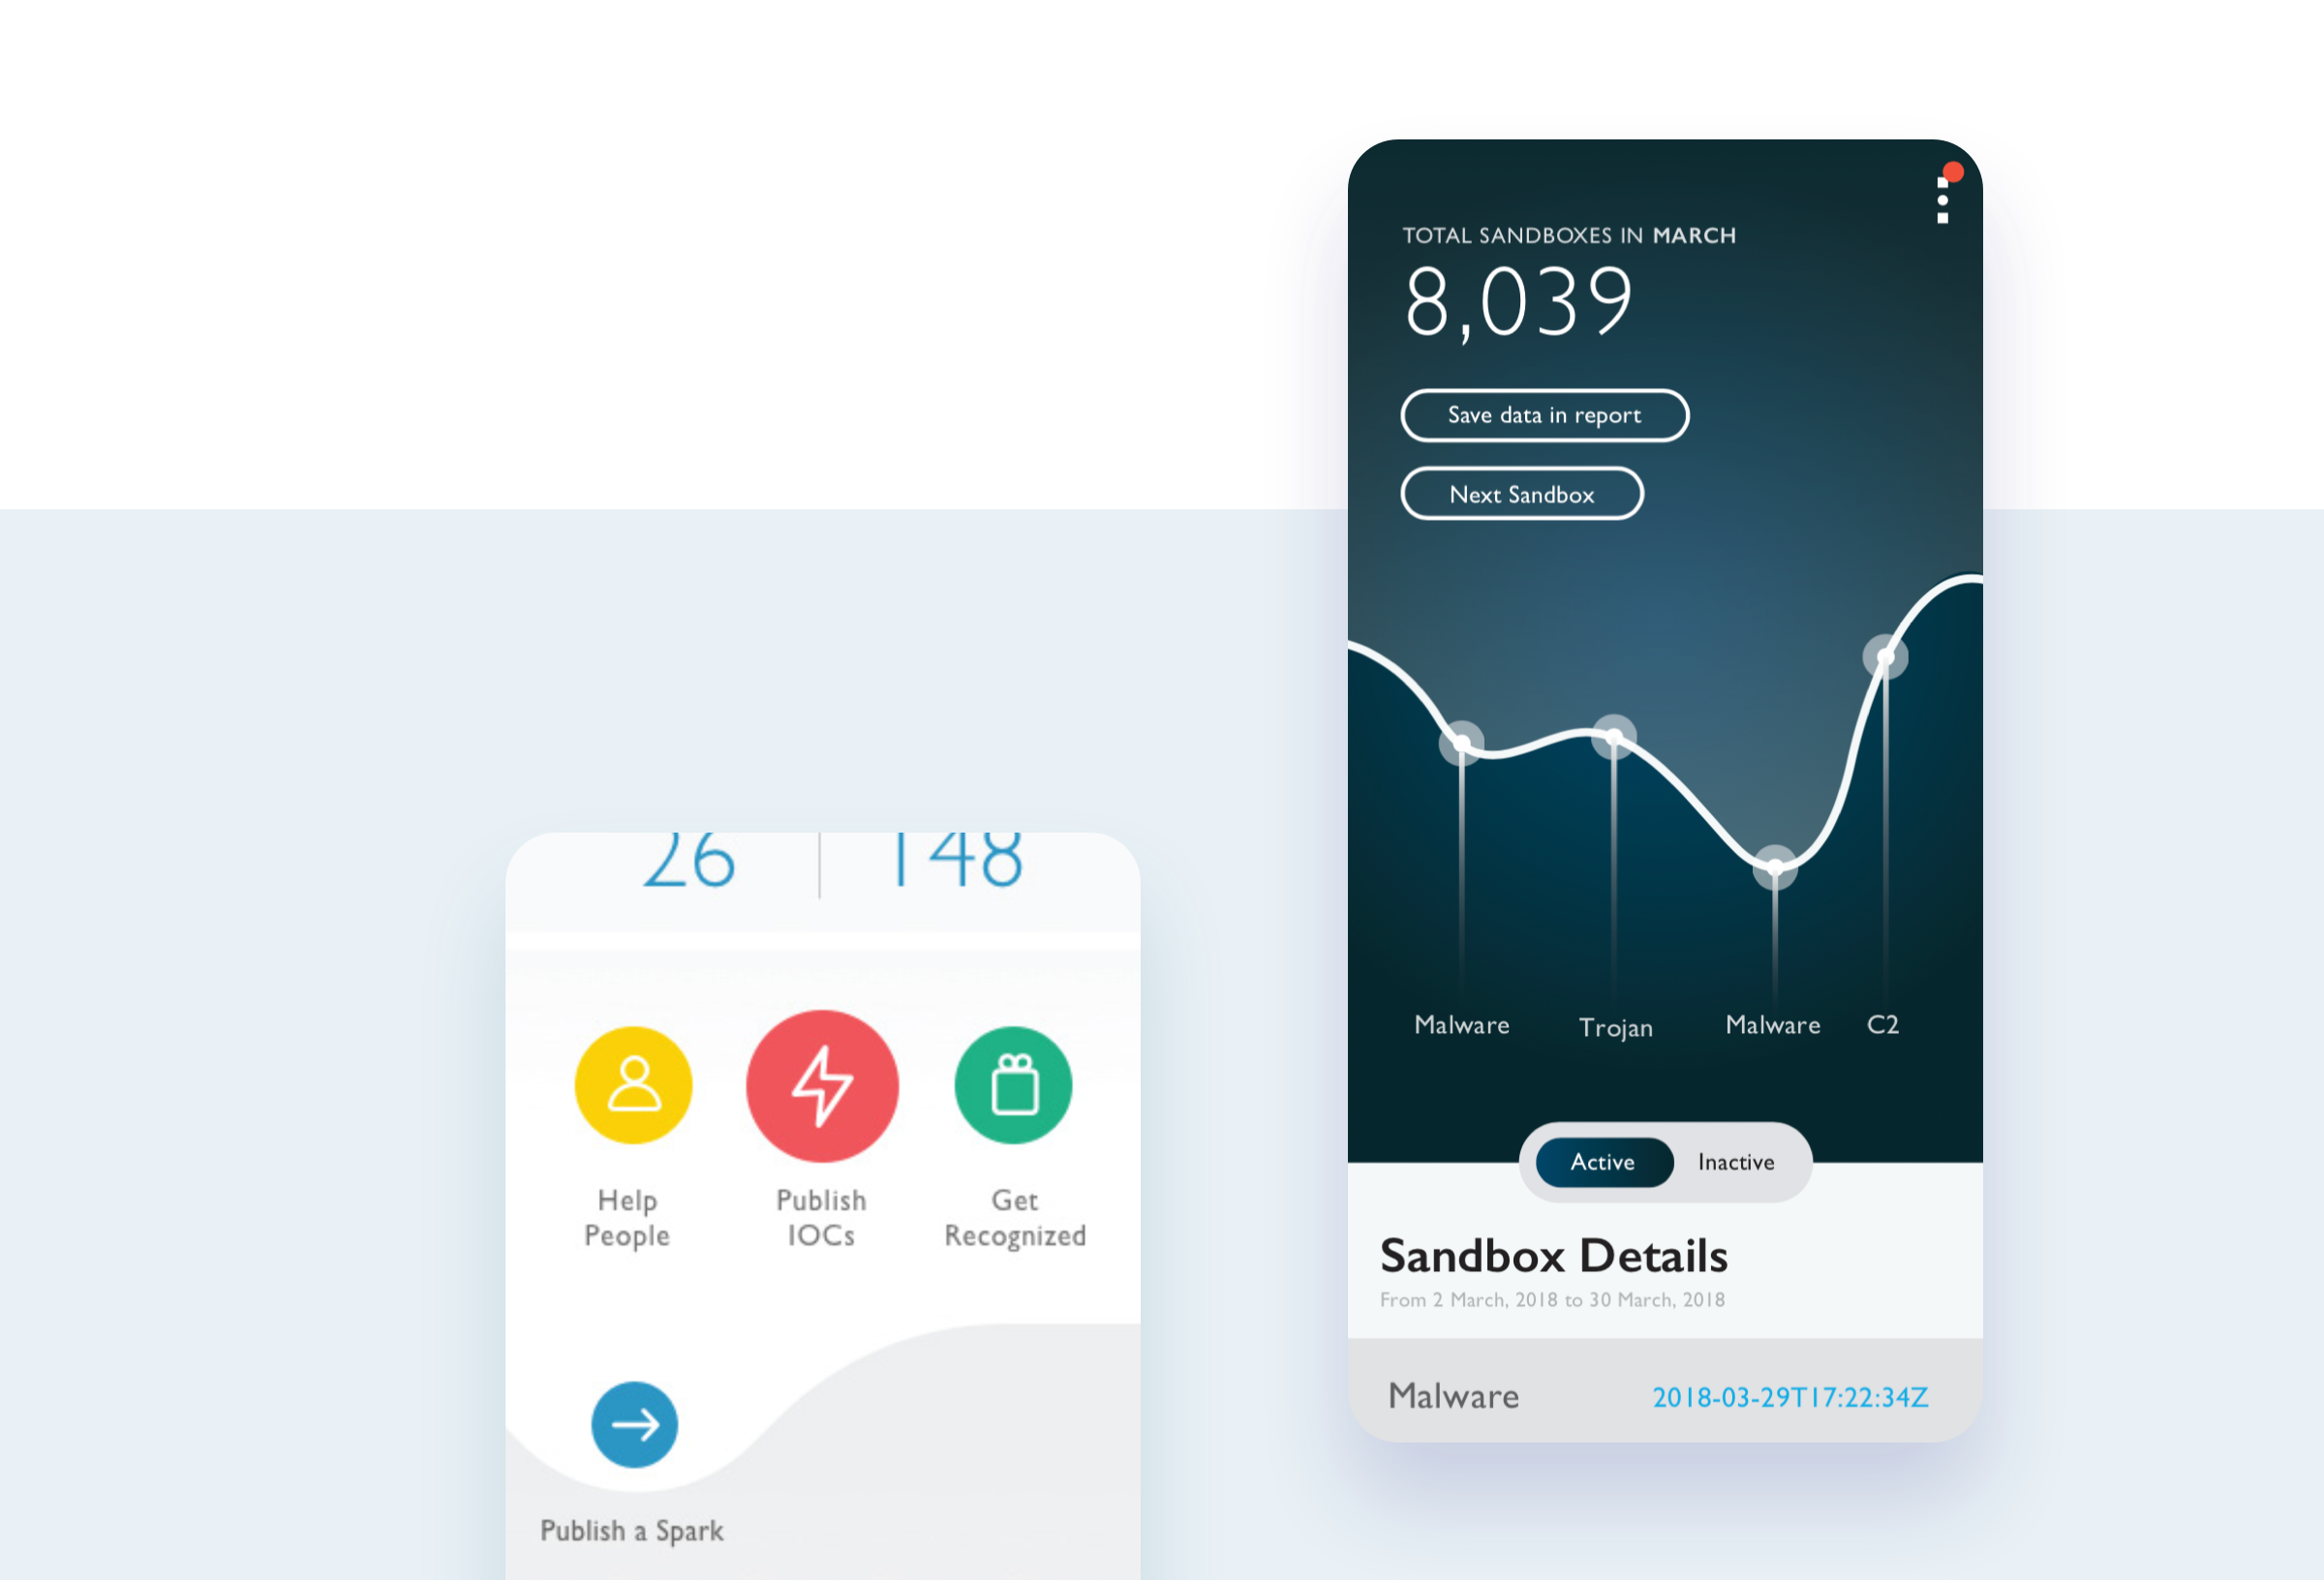 TOTAL SANDBOXES IN MARCH
8,039
Save data in report
Next Sandbox
Malware Trojan Malware C2
Active Inactive
Sandbox Details
From 2 March, 2018 to 30 March, 2018
Malware 2018-03-29T17:22:34Z
26 148
Help People
Publish IOCs
Get Recognized
Publish a Spark